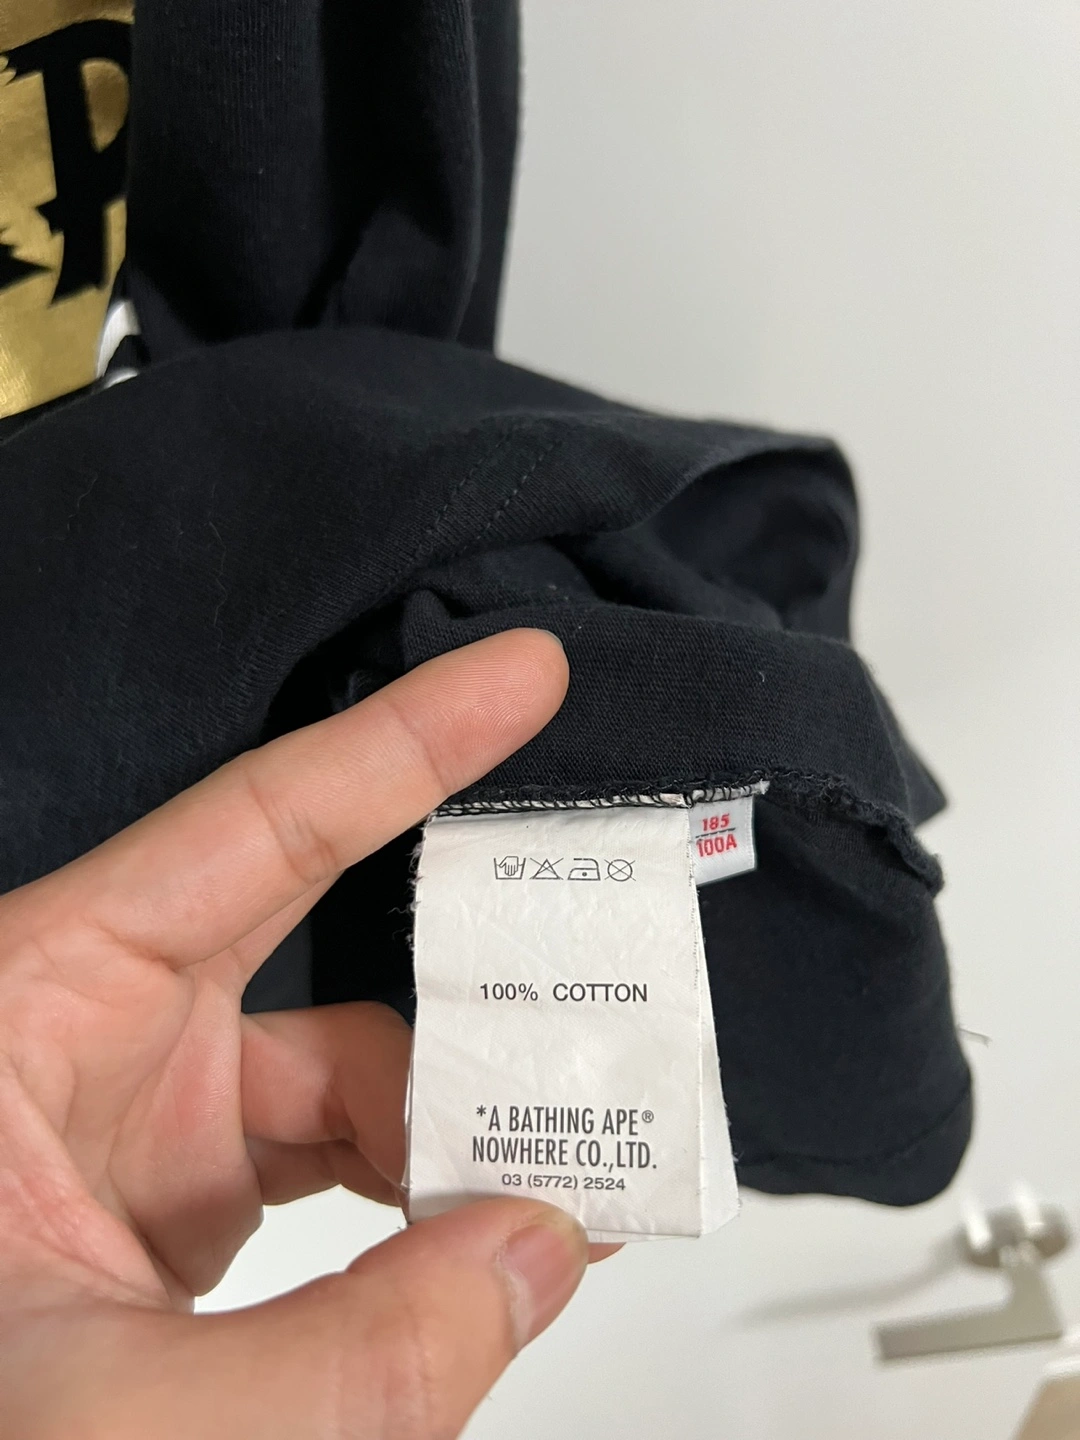 185
100A
100% COTTON
*A BATHING APE®
NOWHERE CO.,LTD.
03 (5772) 2524